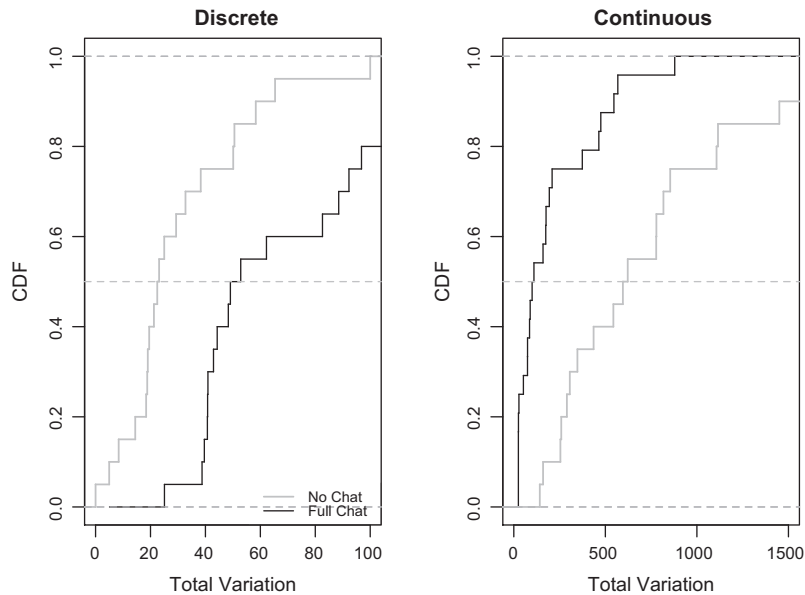 Discrete
CDF
1.0
0.8
0.6
0.4
0.2
0.0
No Chat
Full Chat
0 20 40 60 80 100
Total Variation
Continuous
CDF
1.0
0.8
0.6
0.4
0.2
0.0
0 500 1000 1500
Total Variation